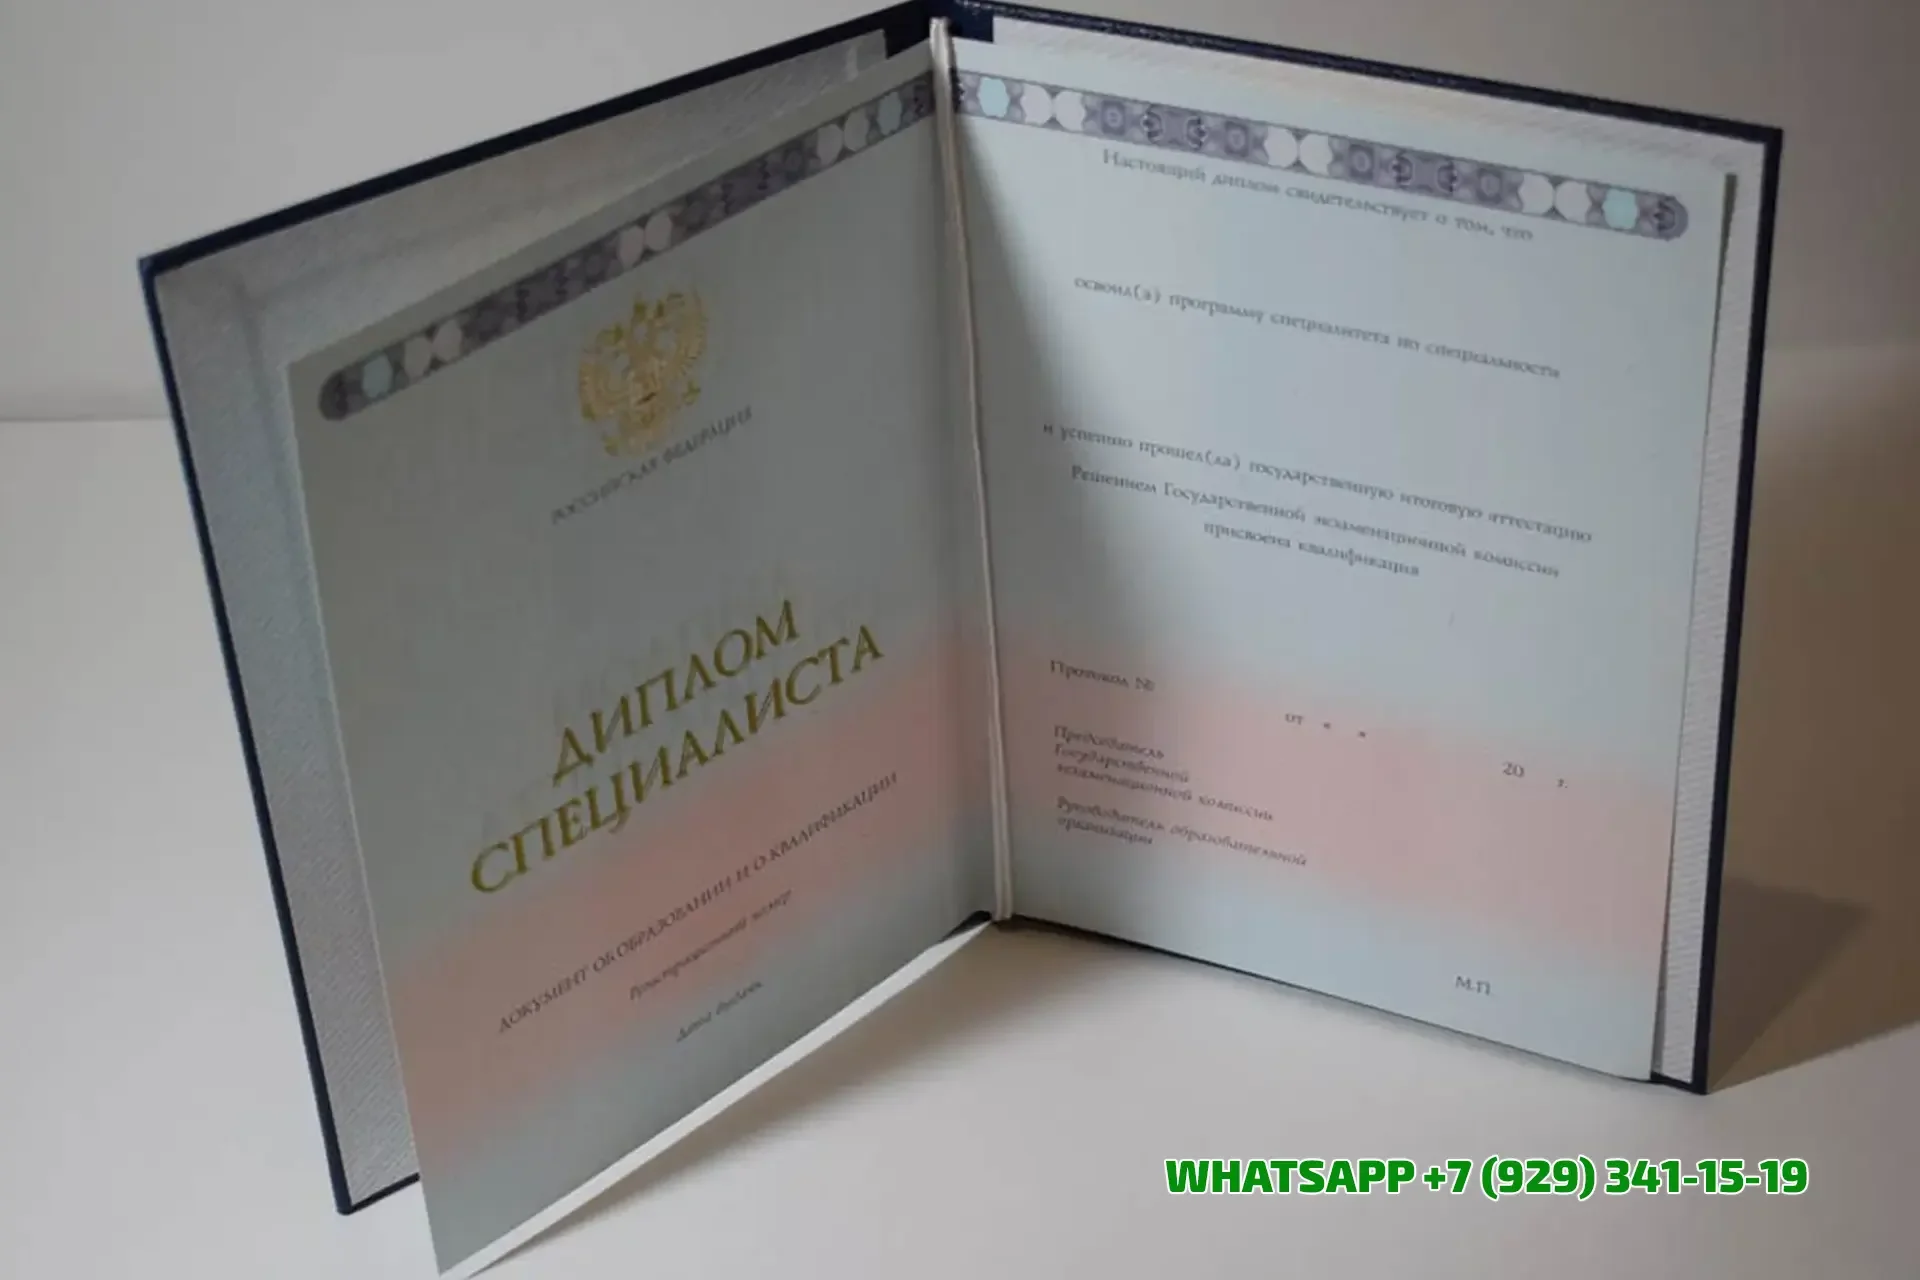 РОССИЙСКАЯ ФЕДЕРАЦИЯ
ДИПЛОМ
СПЕЦИАЛИСТА
ДОКУМЕНТ ОБ ОБРАЗОВАНИИ И О КВАЛИФИКАЦИИ
Регистрационный номер
Дата выдачи
Настоящий диплом свидетельствует о том, что
освоил(а) программу специалитета по специальности
и успешно прошел(ла) государственную итоговую аттестацию
Решением Государственной экзаменационной комиссии
присвоена квалификация
Протокол №
от « » 20 г.
Председатель
Государственной
экзаменационной комиссии
Руководитель образовательной
организации
М.П.
WHATSAPP +7 (929) 341-15-19